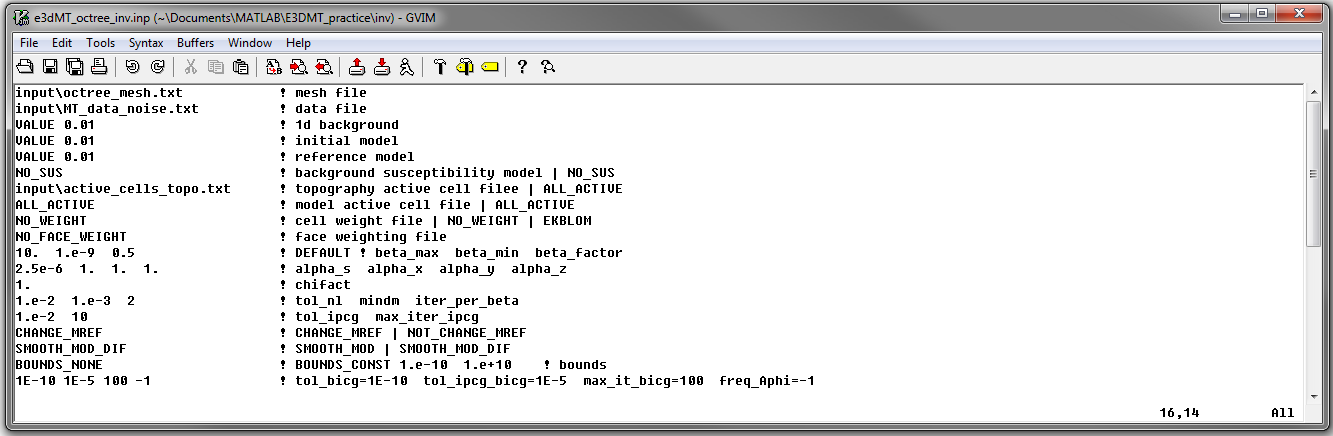 e3dMT_octree_inv.inp (~\Documents\MATLAB\E3DMT_practice\inv) - GVIM
File Edit Tools Syntax Buffers Window Help
input\octree_mesh.txt ! mesh file
input\MT_data_noise.txt ! data file
VALUE 0.01 ! 1d background
VALUE 0.01 ! initial model
VALUE 0.01 ! reference model
NO_SUS ! background susceptibility model | NO_SUS
input\active_cells_topo.txt ! topography active cell filee | ALL_ACTIVE
ALL_ACTIVE ! model active cell file | ALL_ACTIVE
NO_WEIGHT ! cell weight file | NO_WEIGHT | EKBLOM
NO_FACE_WEIGHT ! face weighting file
10. 1.e-9 0.5 ! DEFAULT ! beta_max beta_min beta_factor
2.5e-6 1. 1. 1. ! alpha_s alpha_x alpha_y alpha_z
1. ! chifact
1.e-2 1.e-3 2 ! tol_nl mindm iter_per_beta
1.e-2 10 ! tol_ipcg max_iter_ipcg
CHANGE_MREF ! CHANGE_MREF | NOT_CHANGE_MREF
SMOOTH_MOD_DIF ! SMOOTH_MOD | SMOOTH_MOD_DIF
BOUNDS_NONE ! BOUNDS_CONST 1.e-10 1.e+10 ! bounds
1E-10 1E-5 100 -1 ! tol_bicg=1E-10 tol_ipcg_bicg=1E-5 max_it_bicg=100 freq_Aphi=-1
16,14 All